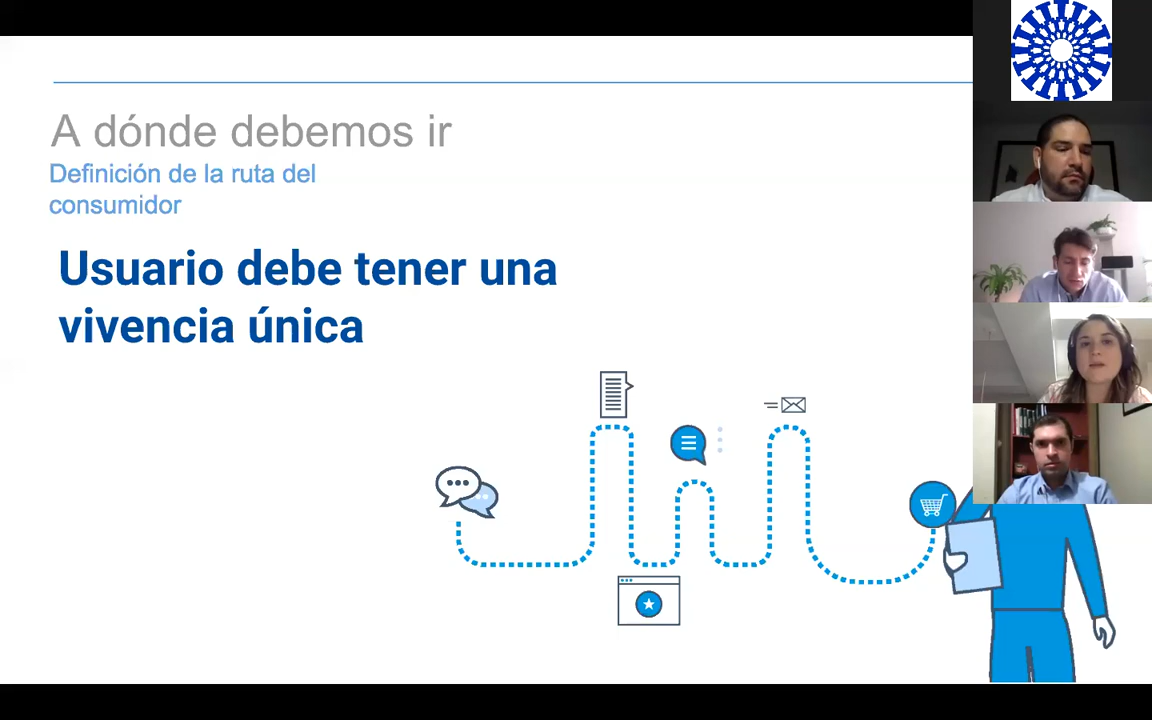 A dónde debemos ir
Definición de la ruta del
consumidor
Usuario debe tener una
vivencia única